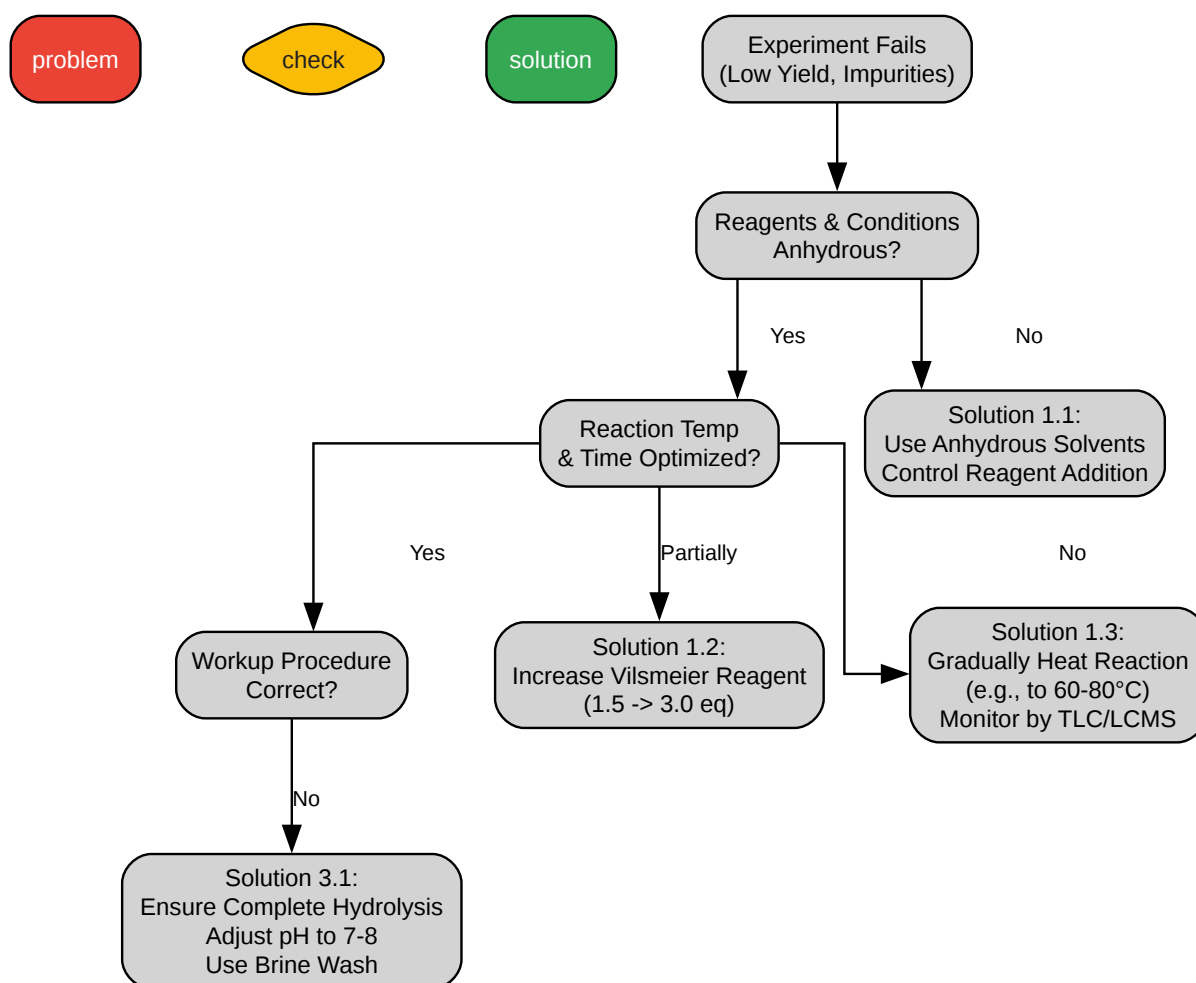 problem
check
solution
Experiment Fails
(Low Yield, Impurities)
Reagents & Conditions
Anhydrous?
Yes
No
Reaction Temp
& Time Optimized?
Solution 1.1:
Use Anhydrous Solvents
Control Reagent Addition
Yes
Partially
No
Workup Procedure
Correct?
Solution 1.2:
Increase Vilsmeier Reagent
(1.5 -> 3.0 eq)
Solution 1.3:
Gradually Heat Reaction
(e.g., to 60-80°C)
Monitor by TLC/LCMS
No
Solution 3.1:
Ensure Complete Hydrolysis
Adjust pH to 7-8
Use Brine Wash